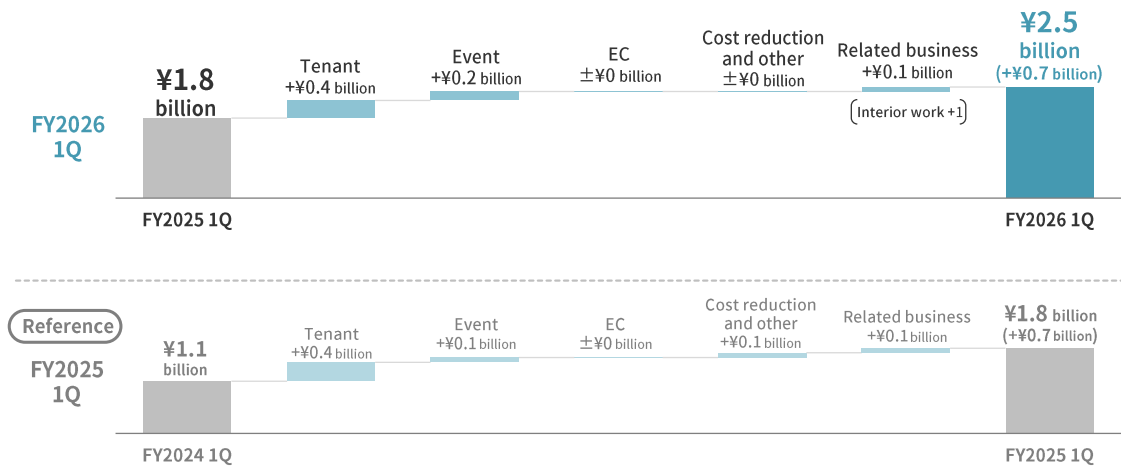 FY2026
1Q
¥1.8
billion
Tenant
+¥0.4 billion
Event
+¥0.2 billion
EC
±¥0 billion
Cost reduction
and other
±¥0 billion
Related business
+¥0.1 billion
(Interior work +1)
¥2.5
billion
(+¥0.7 billion)
FY2025 1Q
FY2026 1Q
Reference
FY2025
1Q
¥1.1
billion
Tenant
+¥0.4 billion
Event
+¥0.1 billion
EC
±¥0 billion
Cost reduction
and other
+¥0.1 billion
Related business
+¥0.1 billion
¥1.8 billion
(+¥0.7 billion)
FY2024 1Q
FY2025 1Q